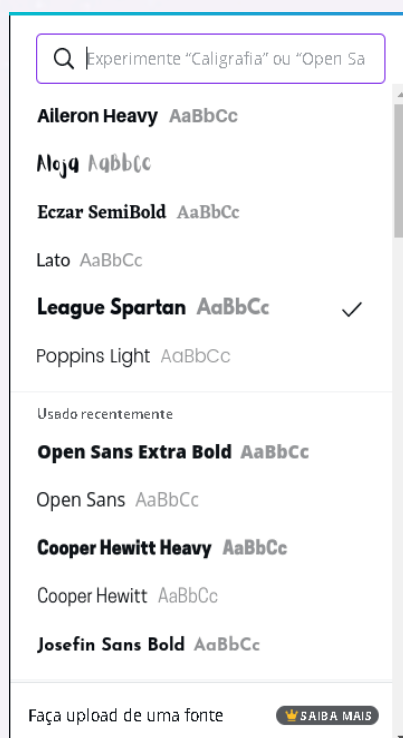 Experimente “Caligrafia” ou “Open Sa
Aileron Heavy AaBbCc
Moja AaBbCc
Eczar SemiBold AaBbCc
Lato AaBbCc
League Spartan AaBbCc
Poppins Light AaBbCc
Usado recentemente
Open Sans Extra Bold AaBbCc
Open Sans AaBbCc
Cooper Hewitt Heavy AaBbCc
Cooper Hewitt AaBbCc
Josefin Sans Bold AaBbCc
Faça upload de uma fonte SAIBA MAIS